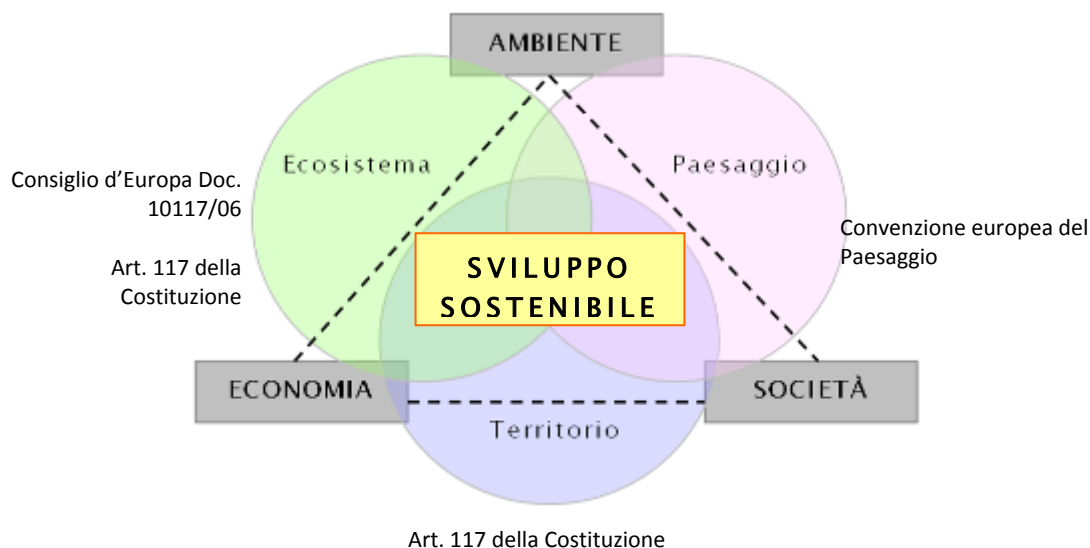 AMBIENTE
Ecosistema
Paesaggio
Consiglio d’Europa Doc.
10117/06
Convenzione europea del
Paesaggio
Art. 117 della
Costituzione
SVILUPPO
SOSTENIBILE
ECONOMIA
SOCIETÀ
Territorio
Art. 117 della Costituzione